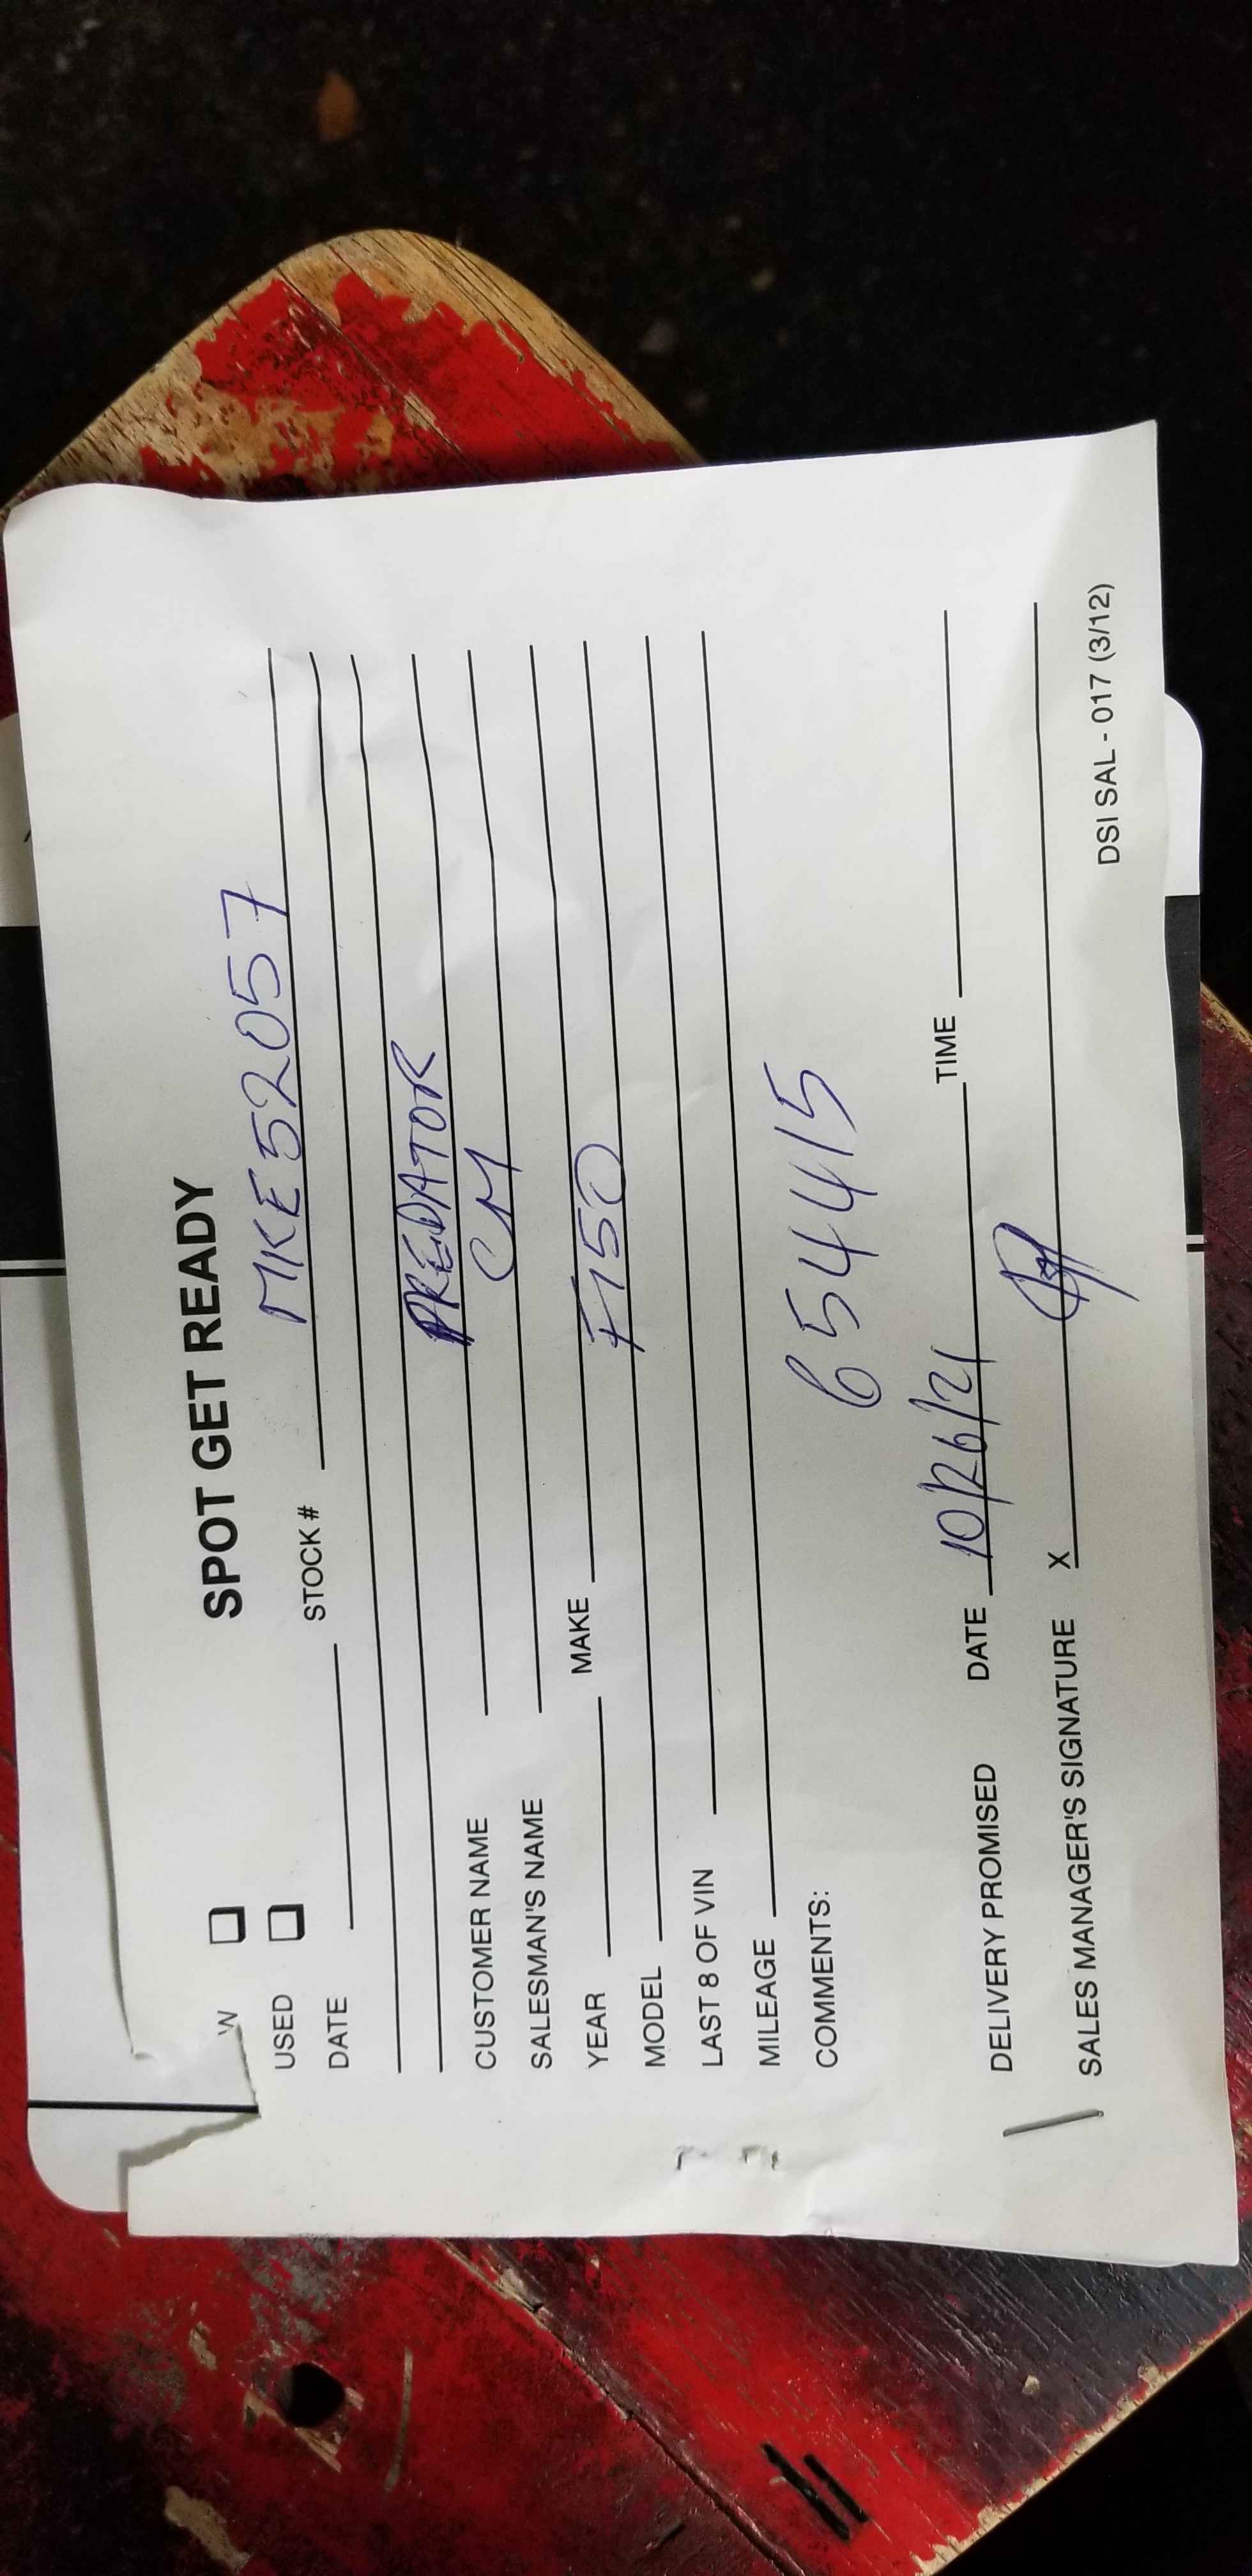 SPOT GET READY
W
USED
DATE STOCK # MKE52057
CUSTOMER NAME PREDATOR
SALESMAN'S NAME CM
YEAR MAKE
MODEL F150
LAST 8 OF VIN
MILEAGE
COMMENTS:
654415
DELIVERY PROMISED DATE 10/26/21 TIME
SALES MANAGER'S SIGNATURE X
DSI SAL - 017 (3/12)